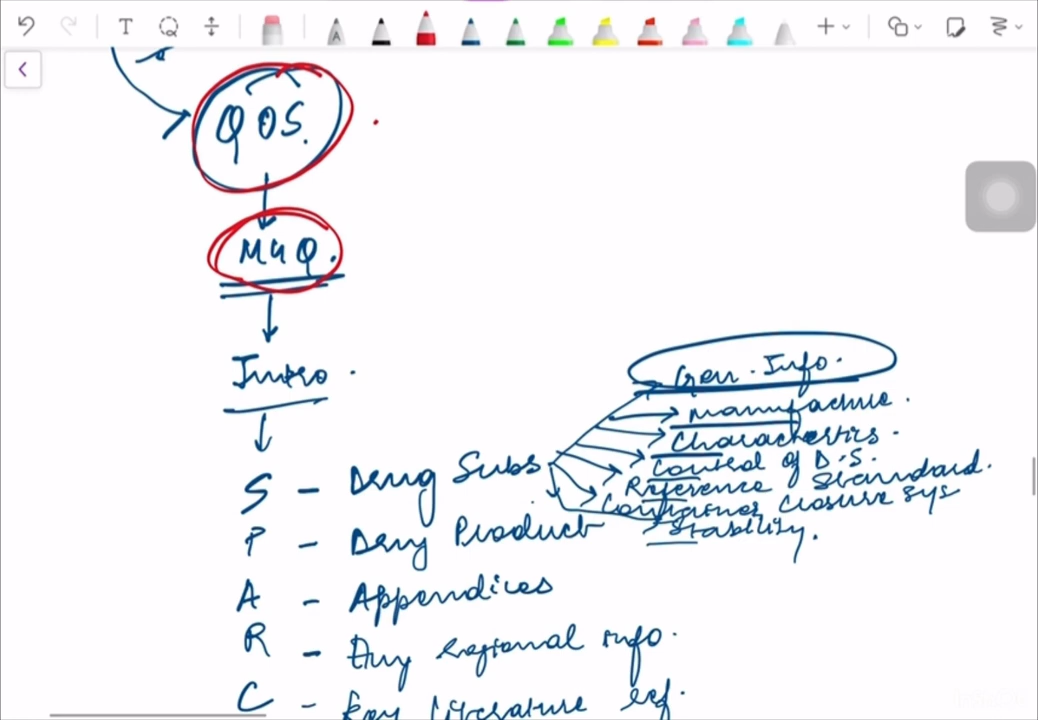 QOS.
M4Q.
Intro.
Gen. Info.
Manufacture.
Characterstics.
Control of D.S.
Reference Standard.
Container closure sys
Stability.
S - Drug Subs
P - Drug Product
A - Appendices
R - Any regional info.
C - Key literature ref.